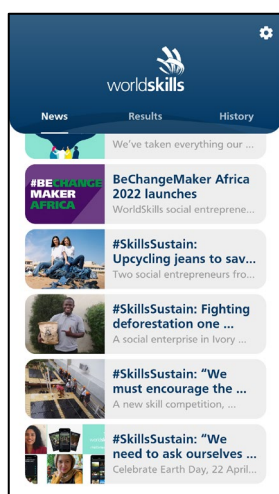 worldskills
News
Results
History
We've taken everything our ...
#BECHANGE
MAKER
AFRICA
BeChangeMaker Africa
2022 launches
WorldSkills social entreprene...
#SkillsSustain:
Upcycling jeans to sav...
Two social entrepreneurs fro...
#SkillsSustain: Fighting
deforestation one ...
A social enterprise in Ivory ...
#SkillsSustain: “We
must encourage the ...
A new skill competition, ...
#SkillsSustain: “We
need to ask ourselves ...
Celebrate Earth Day, 22 April...